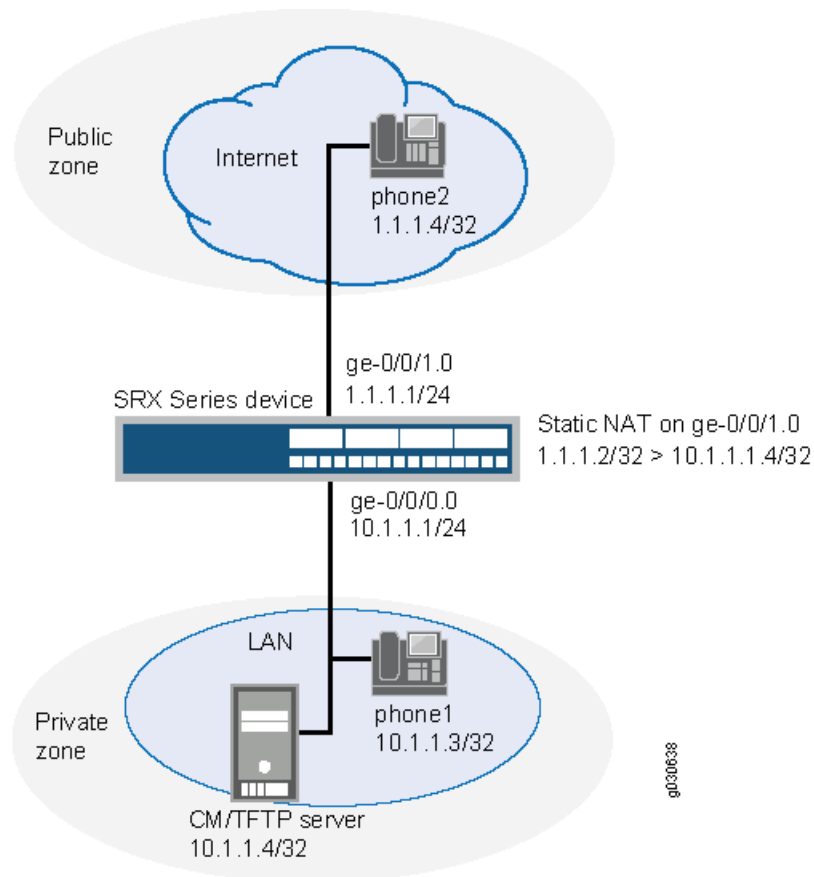 Public
zone
Internet
phone2
1.1.1.4/32
ge-0/0/1.0
1.1.1.1/24
SRX Series device
Static NAT on ge-0/0/1.0
1.1.1.2/32 > 10.1.1.1.4/32
ge-0/0/0.0
10.1.1.1/24
LAN
phone1
10.1.1.3/32
Private
zone
CM/TFTP server
10.1.1.4/32
g030638